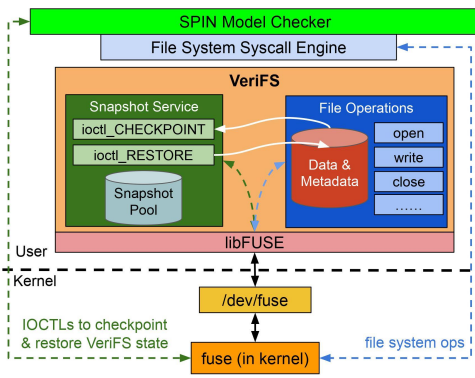 SPIN Model Checker
File System Syscall Engine
VeriFS
Snapshot Service
ioctl_CHECKPOINT
ioctl_RESTORE
Snapshot
Pool
File Operations
Data &
Metadata
open
write
close
......
libFUSE
User
Kernel
/dev/fuse
IOCTLs to checkpoint
& restore VeriFS state
file system ops
fuse (in kernel)